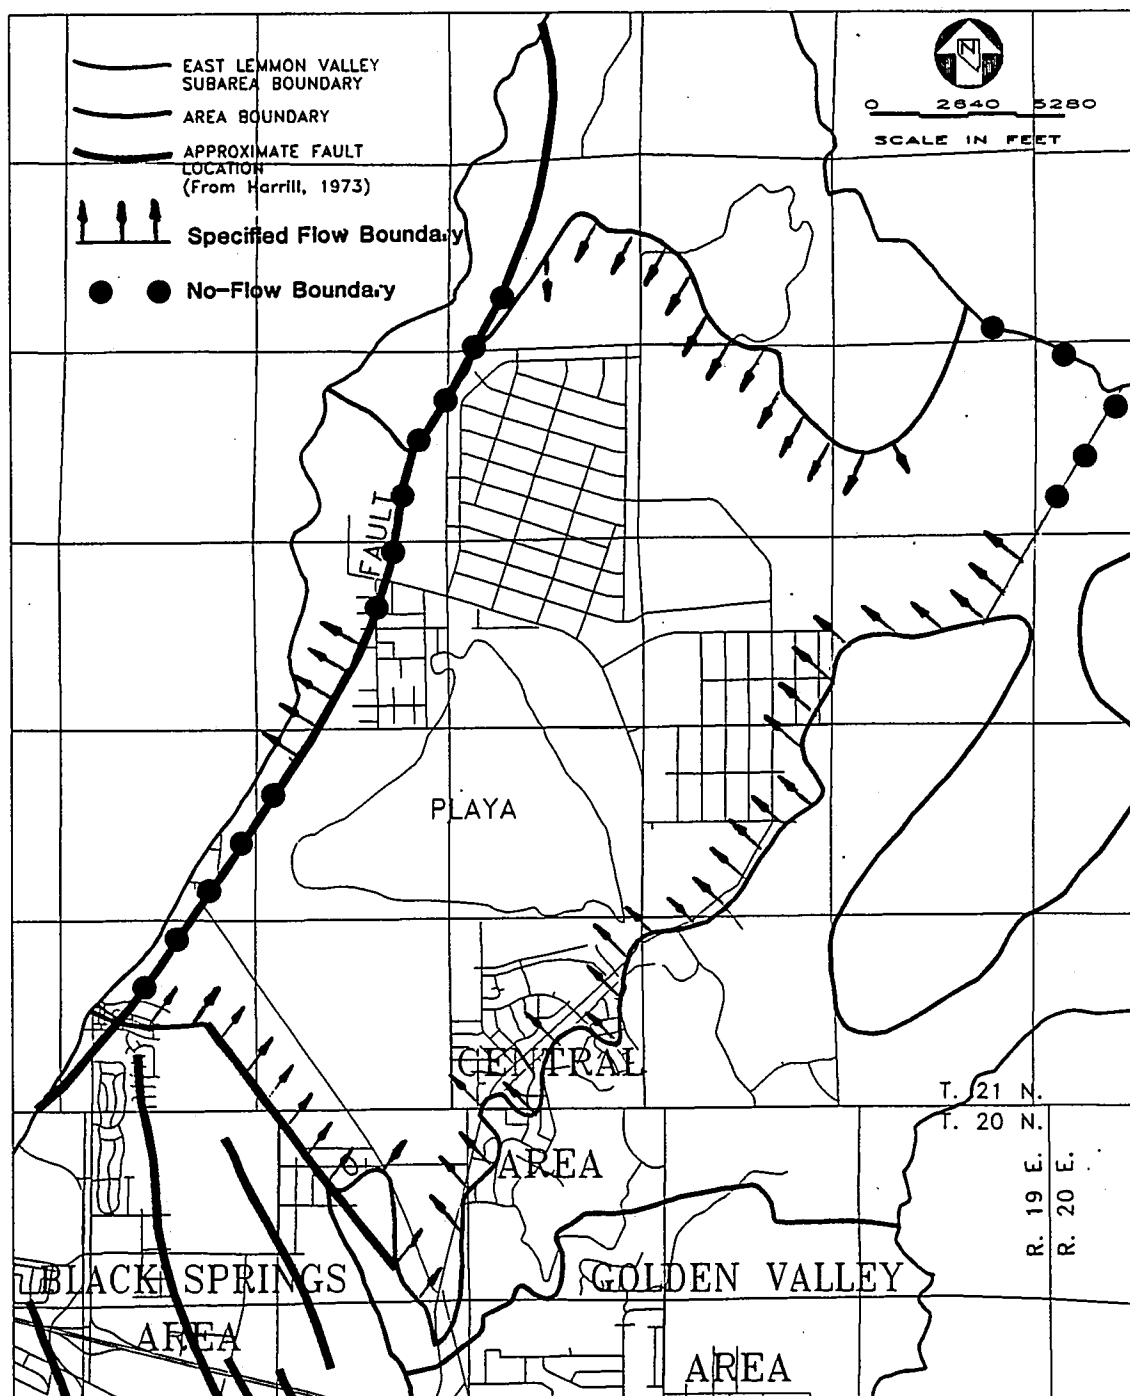 EAST LEMMON VALLEY
SUBAREA BOUNDARY
AREA BOUNDARY
APPROXIMATE FAULT
LOCATION
(From Harrill, 1973)
Specified Flow Boundary
No-Flow Boundary
N
0 2640 5280
SCALE IN FEET
FAULT
PLAYA
CENTRAL
AREA
T. 21 N.
T. 20 N.
R. 19 E.
R. 20 E.
BLACK SPRINGS
AREA
GOLDEN VALLEY
AREA